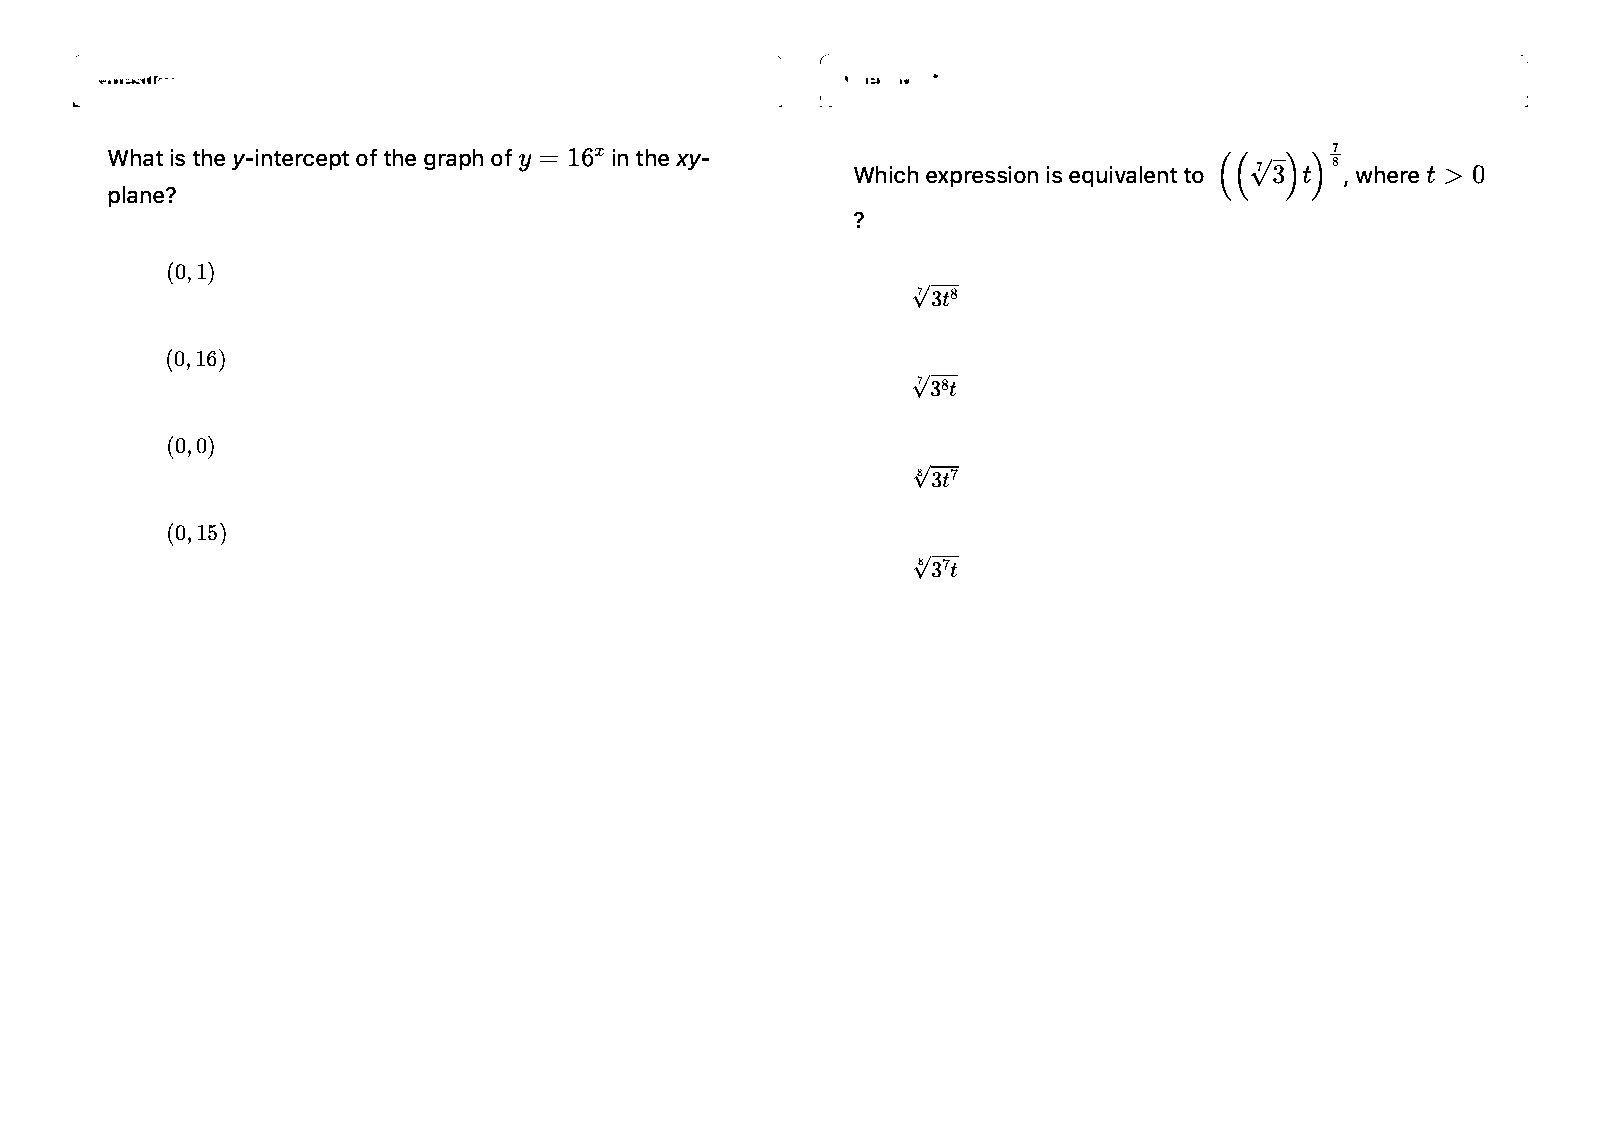 What is the y-intercept of the graph of y = 16^x in the xy-
plane?
(0, 1)
(0, 16)
(0, 0)
(0, 15)
Which expression is equivalent to ((⁷√3) t)^(7/8), where t > 0
?
⁷√(3t⁸)
⁷√(3⁸t)
⁸√(3t⁷)
⁸√(3⁷t)